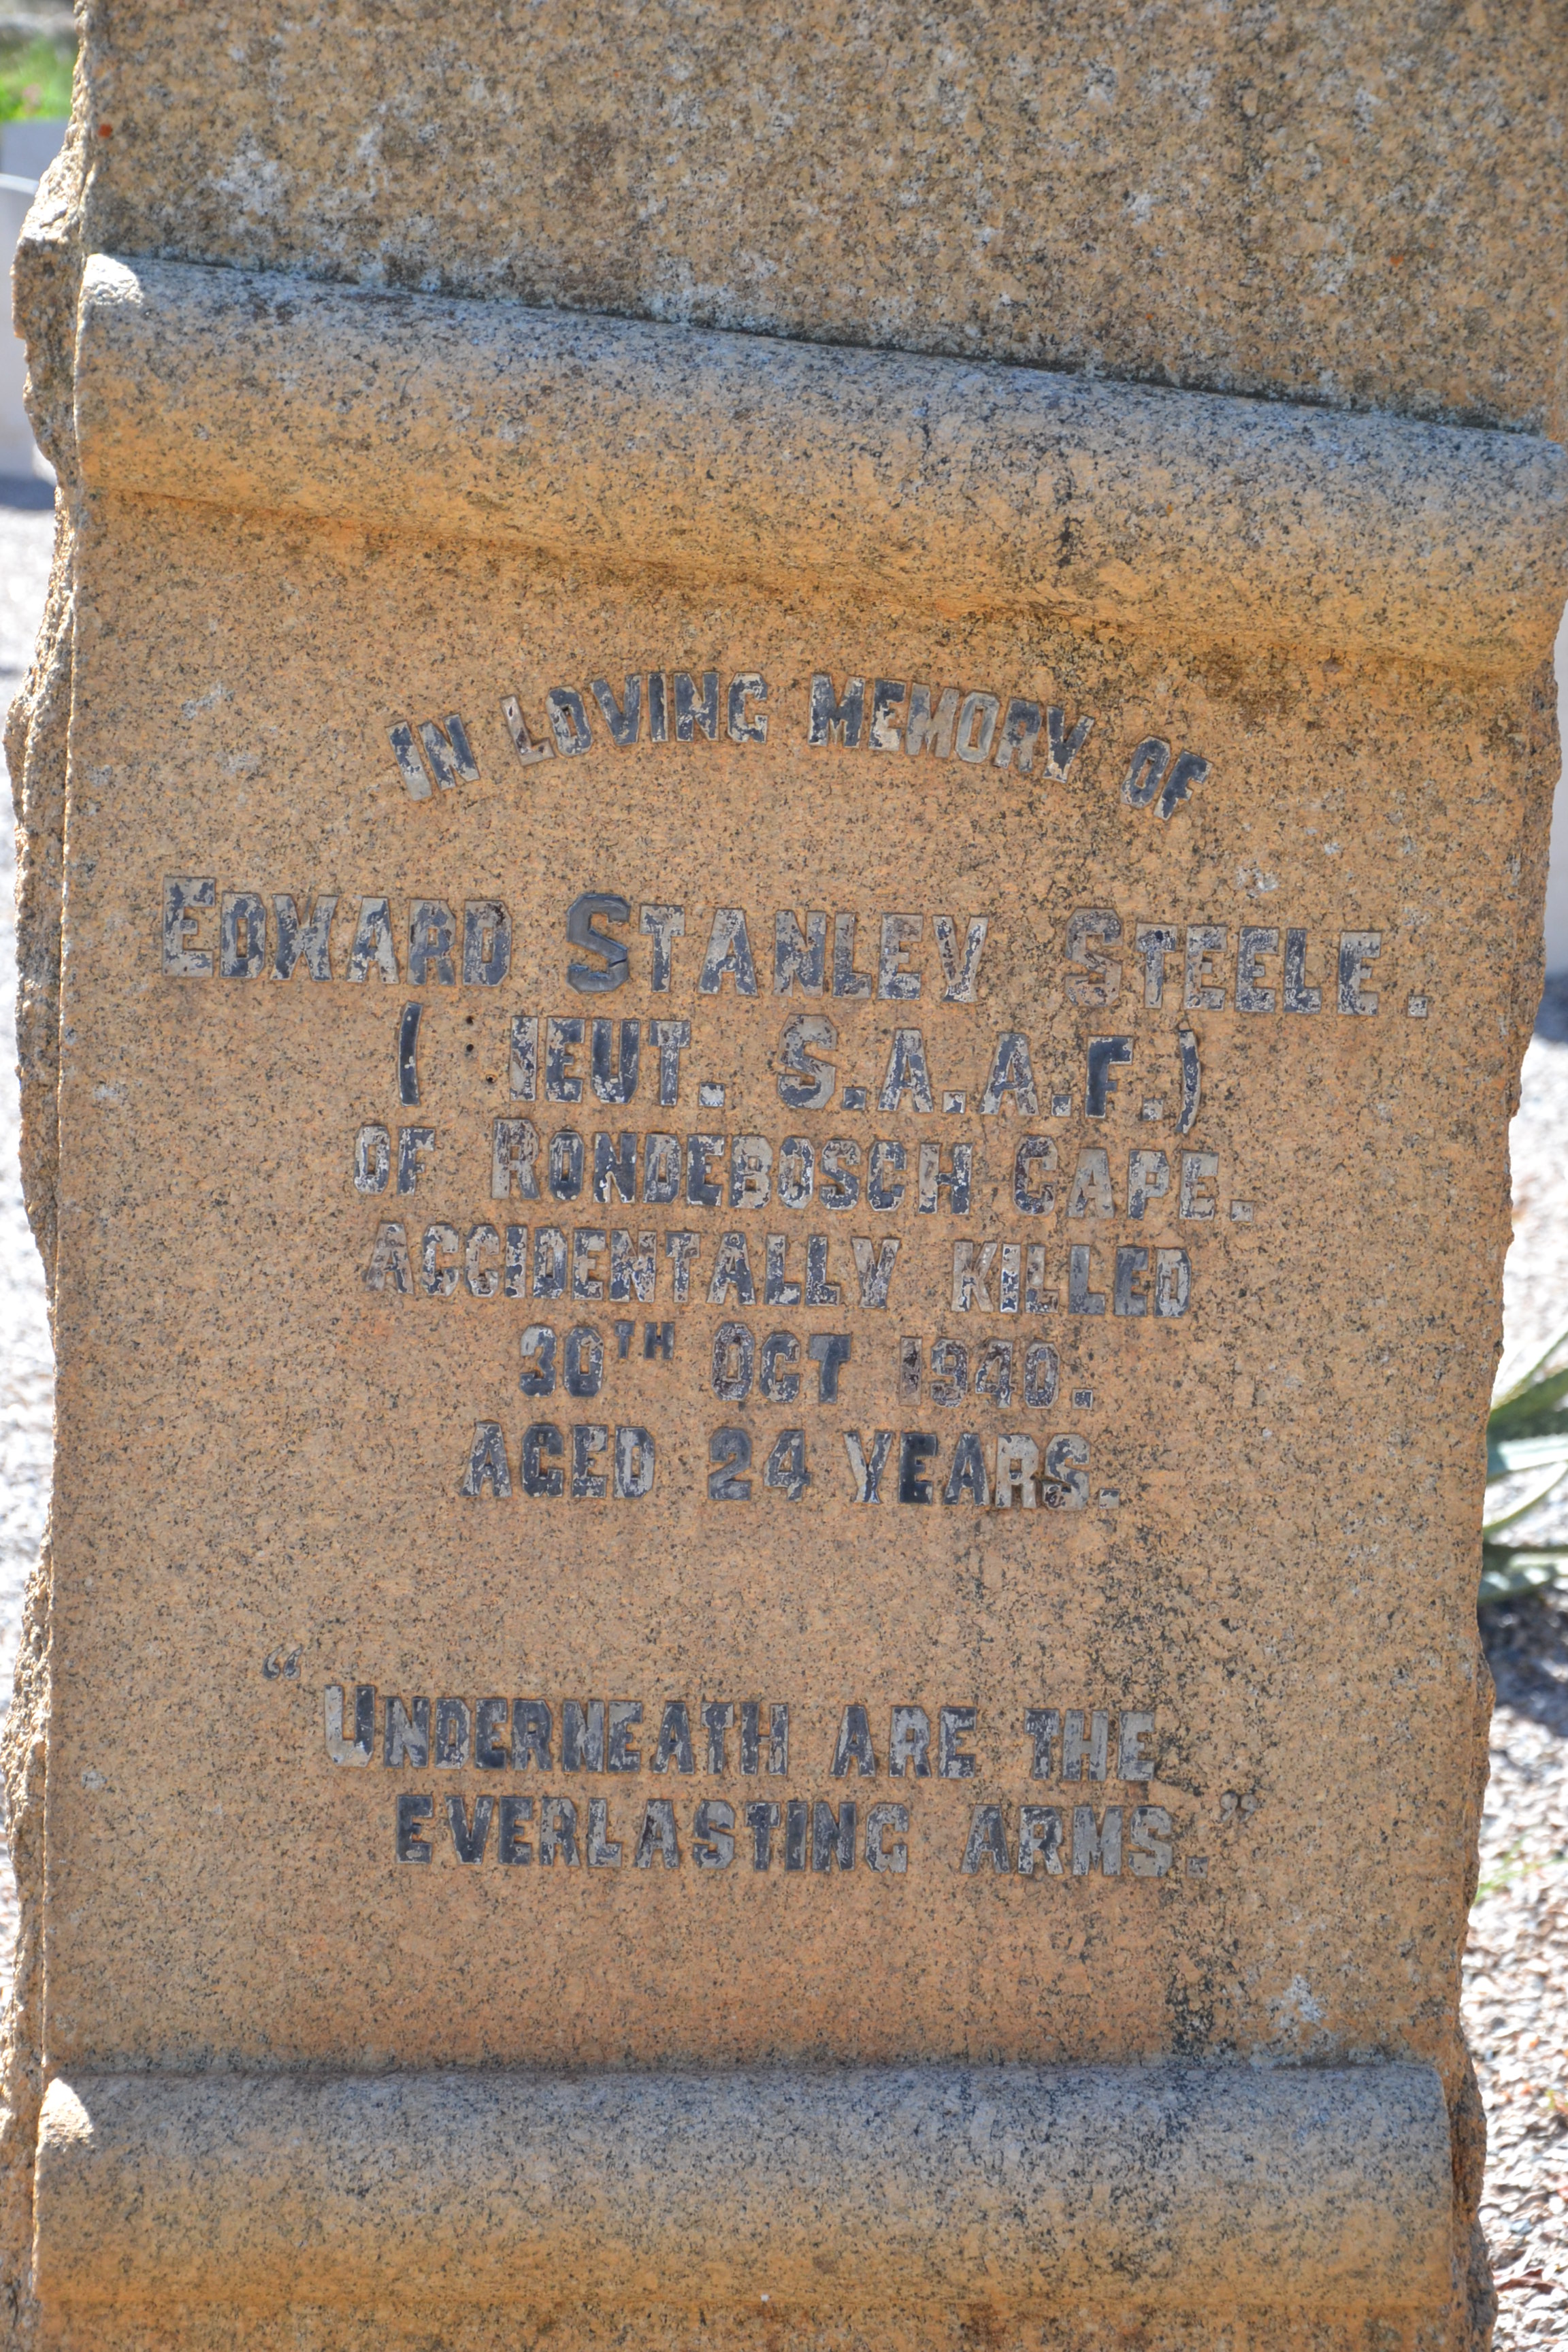 IN LOVING MEMORY OF
EDWARD STANLEY STEELE.
( IEUT. S.A.A.F.)
OF RONDEBOSCH CAPE.
ACCIDENTALLY KILLED
30TH OCT 1940.
AGED 24 YEARS.
"UNDERNEATH ARE THE
EVERLASTING ARMS."